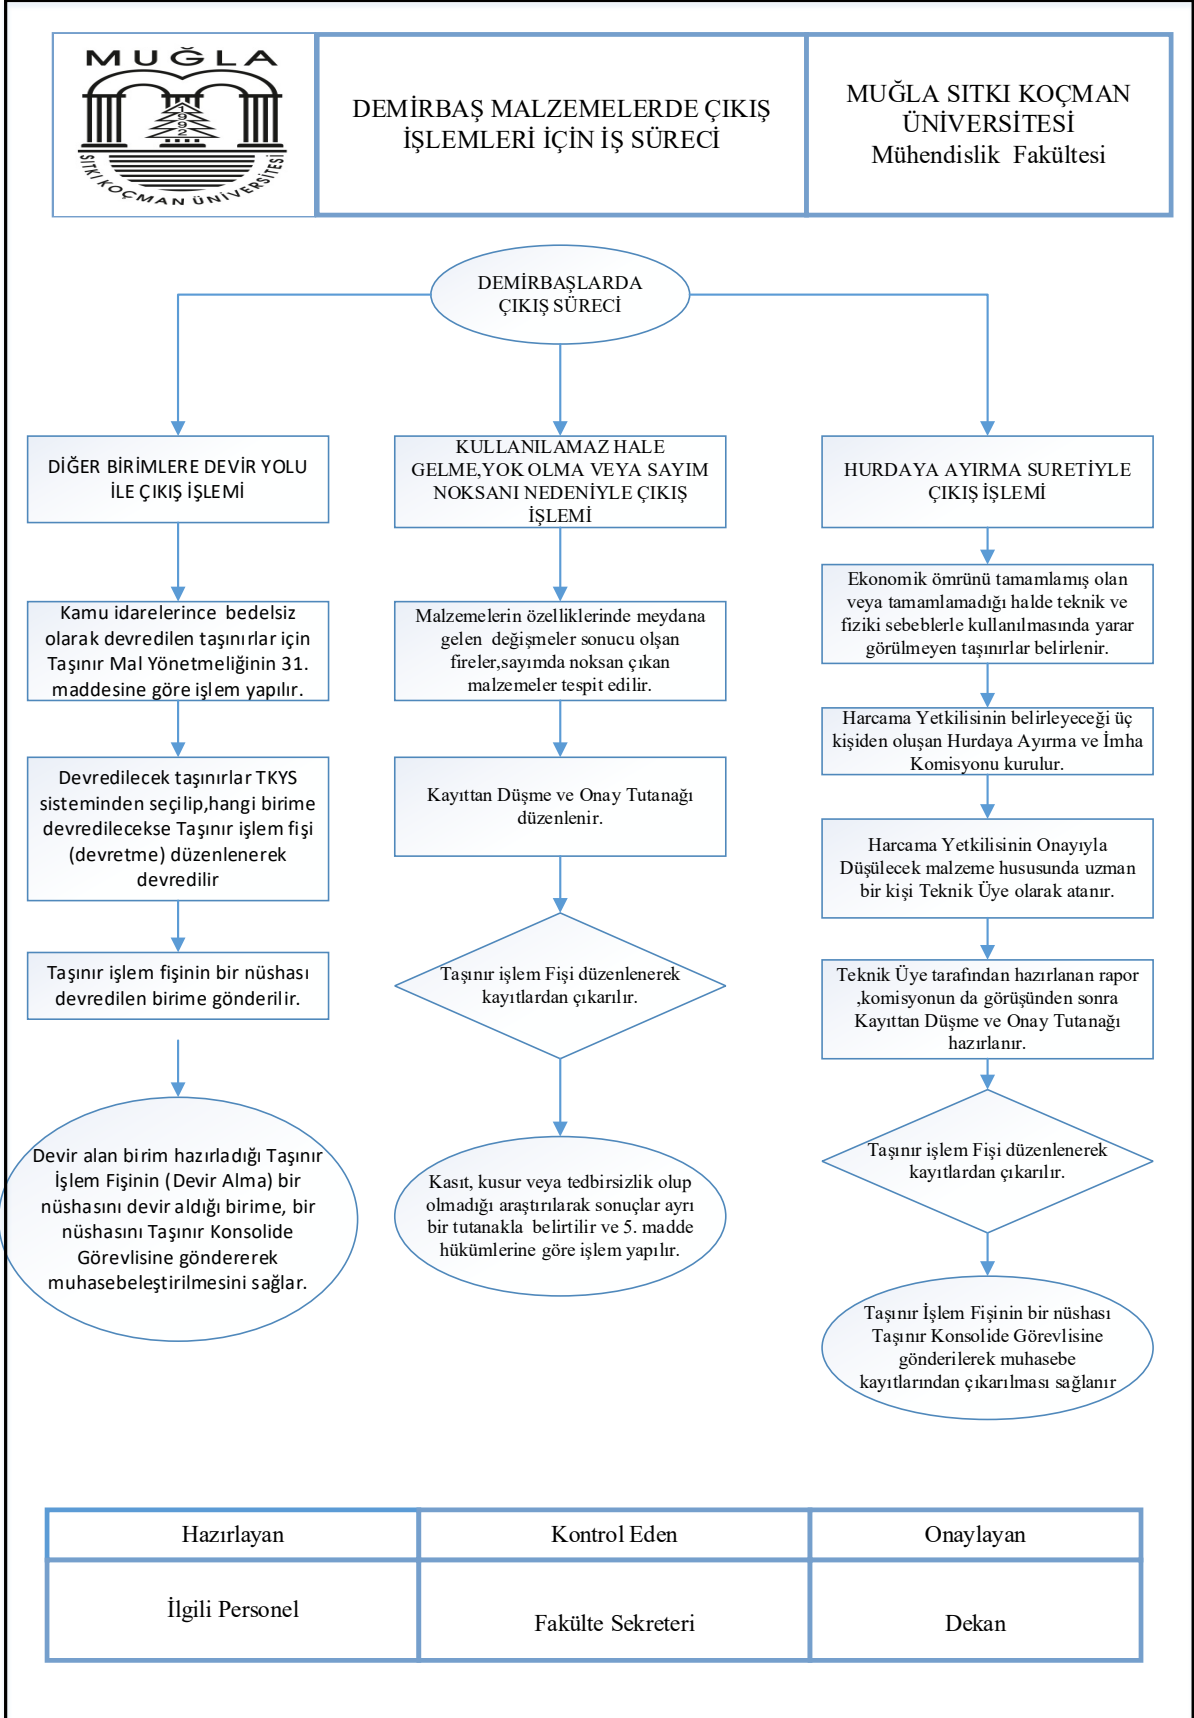 MUĞLA
1992
SITKI KOÇMAN ÜNİVERSİTESİ
DEMİRBAŞ MALZEMELERDE ÇIKIŞ
İŞLEMLERİ İÇİN İŞ SÜRECİ
MUĞLA SITKI KOÇMAN
ÜNİVERSİTESİ
Mühendislik Fakültesi
DEMİRBAŞLARDA
ÇIKIŞ SÜRECİ
DİĞER BİRİMLERE DEVİR YOLU
İLE ÇIKIŞ İŞLEMİ
Kamu idarelerince bedelsiz
olarak devredilen taşınırlar için
Taşınır Mal Yönetmeliğinin 31.
maddesine göre işlem yapılır.
Devredilecek taşınırlar TKYS
sisteminden seçilip,hangi birime
devredilecekse Taşınır işlem fişi
(devretme) düzenlenerek
devredilir
Taşınır işlem fişinin bir nüshası
devredilen birime gönderilir.
Devir alan birim hazırladığı Taşınır
İşlem Fişinin (Devir Alma) bir
nüshasını devir aldığı birime, bir
nüshasını Taşınır Konsolide
Görevlisine göndererek
muhasebeleştirilmesini sağlar.
KULLANILAMAZ HALE
GELME,YOK OLMA VEYA SAYIM
NOKSANI NEDENİYLE ÇIKIŞ
İŞLEMİ
Malzemelerin özelliklerinde meydana
gelen değişmeler sonucu olşan
fireler,sayımda noksan çıkan
malzemeler tespit edilir.
Kayıttan Düşme ve Onay Tutanağı
düzenlenir.
Taşınır işlem Fişi düzenlenerek
kayıtlardan çıkarılır.
Kasıt, kusur veya tedbirsizlik olup
olmadığı araştırılarak sonuçlar ayrı
bir tutanakla belirtilir ve 5. madde
hükümlerine göre işlem yapılır.
HURDAYA AYIRMA SURETİYLE
ÇIKIŞ İŞLEMİ
Ekonomik ömrünü tamamlamış olan
veya tamamlamadığı halde teknik ve
fiziki sebeblerle kullanılmasında yarar
görülmeyen taşınırlar belirlenir.
Harcama Yetkilisinin belirleyeceği üç
kişiden oluşan Hurdaya Ayırma ve İmha
Komisyonu kurulur.
Harcama Yetkilisinin Onayıyla
Düşülecek malzeme hususunda uzman
bir kişi Teknik Üye olarak atanır.
Teknik Üye tarafından hazırlanan rapor
,komisyonun da görüşünden sonra
Kayıttan Düşme ve Onay Tutanağı
hazırlanır.
Taşınır işlem Fişi düzenlenerek
kayıtlardan çıkarılır.
Taşınır İşlem Fişinin bir nüshası
Taşınır Konsolide Görevlisine
gönderilerek muhasebe
kayıtlarından çıkarılması sağlanır
Hazırlayan
Kontrol Eden
Onaylayan
İlgili Personel
Fakülte Sekreteri
Dekan